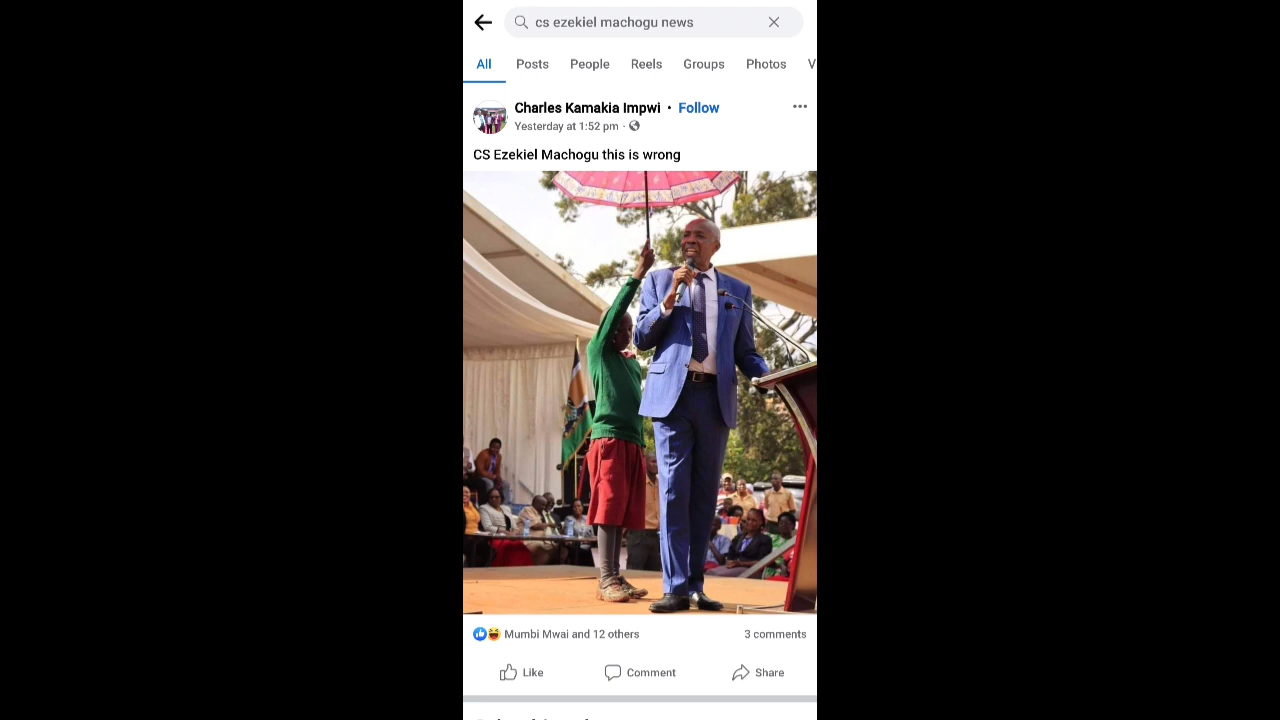 cs ezekiel machogu news
All Posts People Reels Groups Photos V
Charles Kamakia Impwi • Follow
Yesterday at 1:52 pm ·
CS Ezekiel Machogu this is wrong
Mumbi Mwai and 12 others 3 comments
Like Comment Share